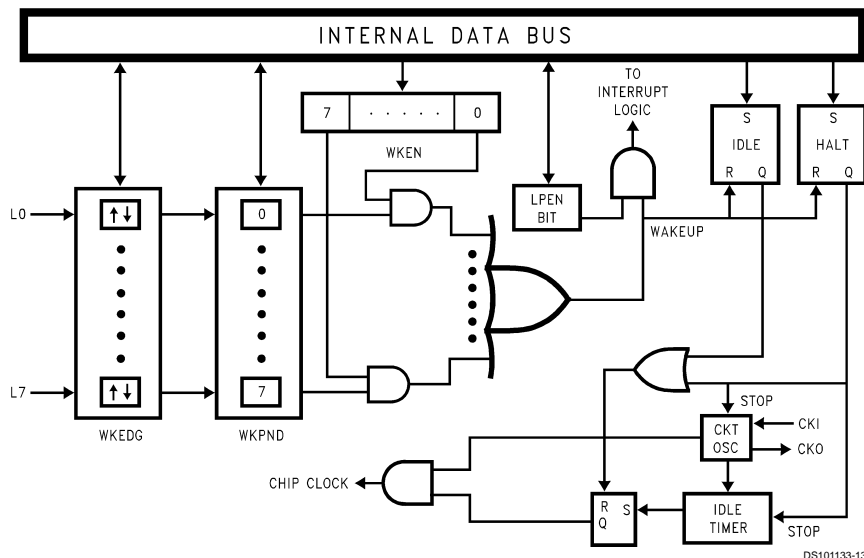 INTERNAL DATA BUS
TO
INTERRUPT
LOGIC
7 . . . . . 0
WKEN
S
IDLE
R Q
S
HALT
R Q
LPEN
BIT
WAKEUP
L0
0
L7
7
WKEDG
WKPND
STOP
CKT
OSC
CKI
CKO
CHIP CLOCK
R S
Q
IDLE
TIMER
STOP